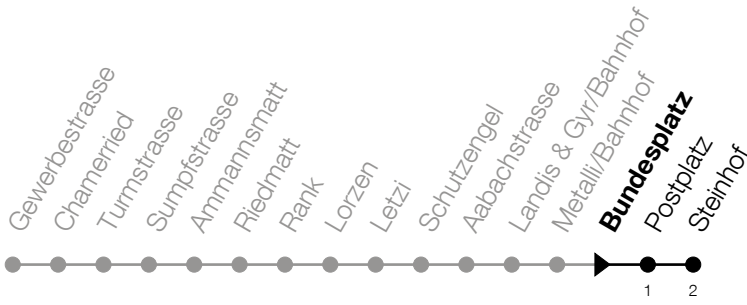 Gewerbestrasse
Chamerried
Turmstrasse
Sumpfstrasse
Ammannsmatt
Riedmatt
Rank
Lorzen
Letzi
Schutzengel
Aabachstrasse
Landis & Gyr/Bahnhof
Metalli/Bahnhof
Bundesplatz
Postplatz
Steinhof
1
2